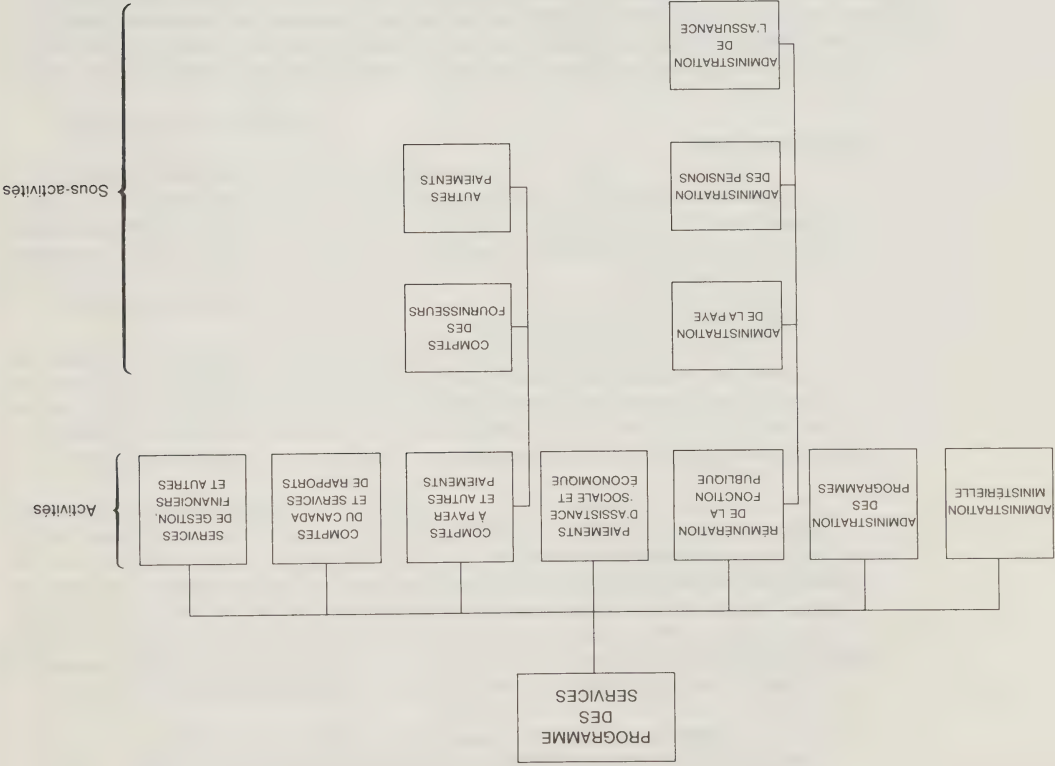 PROGRAMME
DES
SERVICES
ADMINISTRATION
MINISTÉRIELLE
ADMINISTRATION
DES
PROGRAMMES
RÉMUNÉRATION
DE LA
FONCTION
PUBLIQUE
PAIEMENTS
D'ASSISTANCE
'SOCIALE ET
ECONOMIQUE
COMPTES
À PAYER
ET AUTRES
PAIEMENTS
COMPTES
DU CANADA
ET SERVICES
DE RAPPORTS
SERVICES
DE GESTION,
FINANCIERS
ET AUTRES
Activités
ADMINISTRATION
DE LA PAYE
COMPTES
DES
FOURNISSEURS
ADMINISTRATION
DES PENSIONS
AUTRES
PAIEMENTS
Sous-activités
ADMINISTRATION
DE
L'ASSURANCE